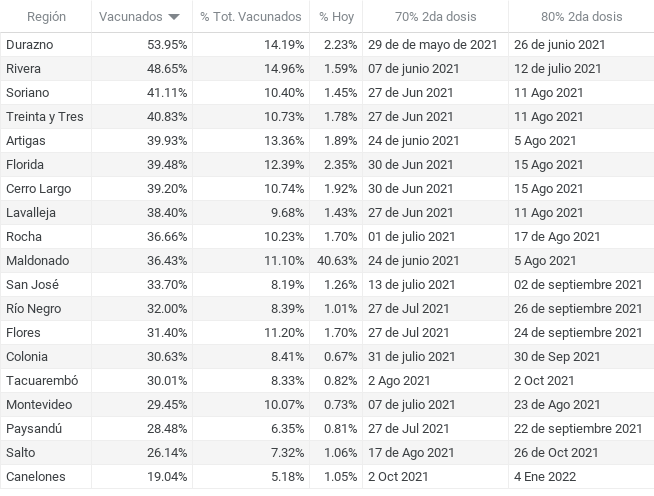 Región Vacunados % Tot. Vacunados % Hoy 70% 2da dosis 80% 2da dosis
Durazno 53.95% 14.19% 2.23% 29 de de mayo de 2021 26 de junio 2021
Rivera 48.65% 14.96% 1.59% 07 de junio 2021 12 de julio 2021
Soriano 41.11% 10.40% 1.45% 27 de Jun 2021 11 Ago 2021
Treinta y Tres 40.83% 10.73% 1.78% 27 de Jun 2021 11 Ago 2021
Artigas 39.93% 13.36% 1.89% 24 de junio 2021 5 Ago 2021
Florida 39.48% 12.39% 2.35% 30 de Jun 2021 15 Ago 2021
Cerro Largo 39.20% 10.74% 1.92% 30 de Jun 2021 15 Ago 2021
Lavalleja 38.40% 9.68% 1.43% 27 de Jun 2021 11 Ago 2021
Rocha 36.66% 10.23% 1.70% 01 de julio 2021 17 de Ago 2021
Maldonado 36.43% 11.10% 40.63% 24 de junio 2021 5 Ago 2021
San José 33.70% 8.19% 1.26% 13 de julio 2021 02 de septiembre 2021
Río Negro 32.00% 8.39% 1.01% 27 de Jul 2021 26 de septiembre 2021
Flores 31.40% 11.20% 1.70% 27 de Jul 2021 24 de septiembre 2021
Colonia 30.63% 8.41% 0.67% 31 de julio 2021 30 de Sep 2021
Tacuarembó 30.01% 8.33% 0.82% 2 Ago 2021 2 Oct 2021
Montevideo 29.45% 10.07% 0.73% 07 de julio 2021 23 de Ago 2021
Paysandú 28.48% 6.35% 0.81% 27 de Jul 2021 22 de septiembre 2021
Salto 26.14% 7.32% 1.06% 17 de Ago 2021 26 de Oct 2021
Canelones 19.04% 5.18% 1.05% 2 Oct 2021 4 Ene 2022